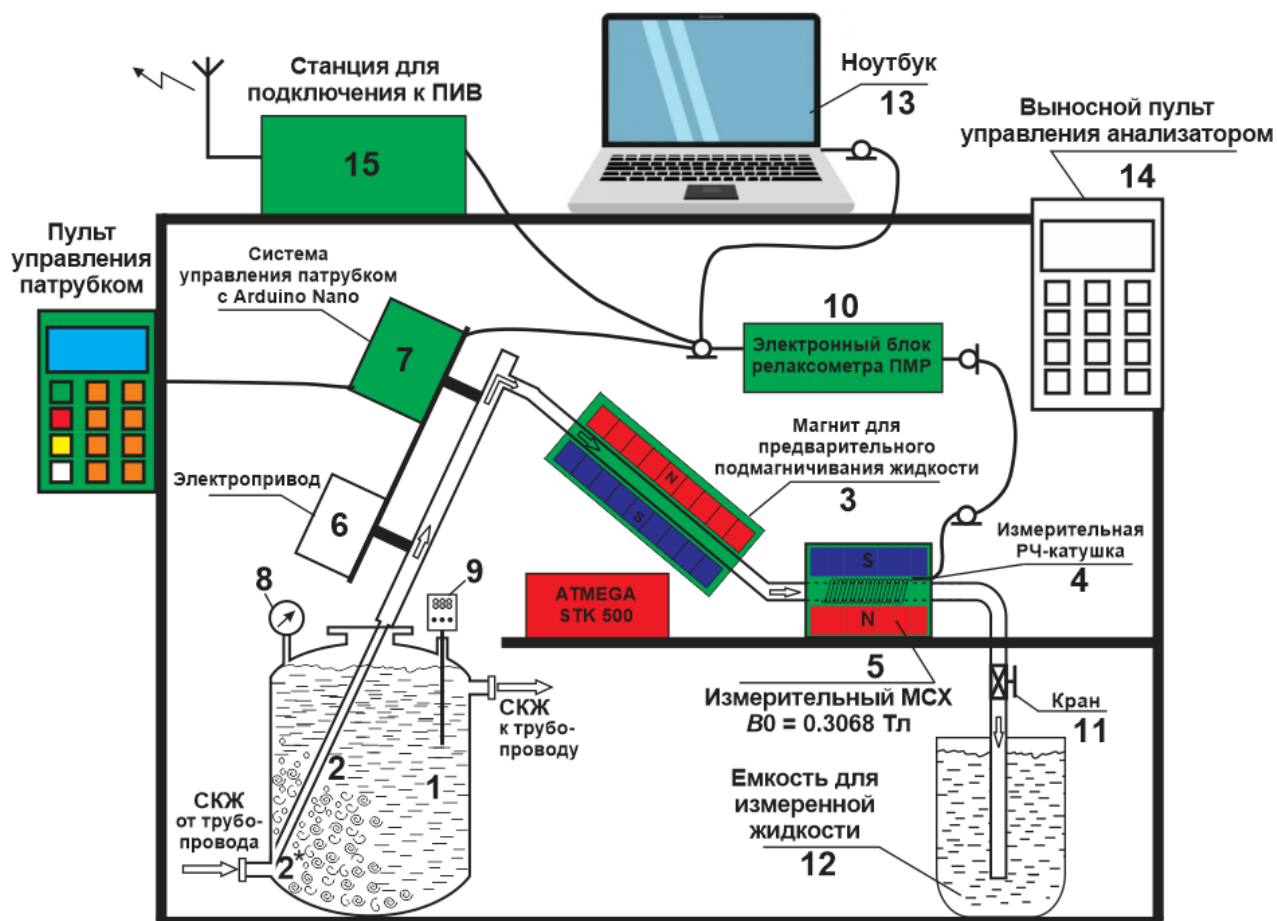 Станция для
подключения к ПИВ
15
Ноутбук
13
Выносной пульт
управления анализатором
14
Пульт
управления
патрубком
Система
управления патрубком
с Arduino Nano
7
10
Электронный блок
релаксометра ПМР
Магнит для
предварительного
подмагничивания жидкости
3
N
S
Электропривод
6
8
9
888
ATMEGA
STK 500
S
N
Измерительная
РЧ-катушка
4
5
Измерительный МСХ
B0 = 0.3068 Тл
Кран
11
СКЖ
к трубо-
проводу
2
1
СКЖ
от трубо-
провода
2*
Емкость для
измеренной
жидкости
12